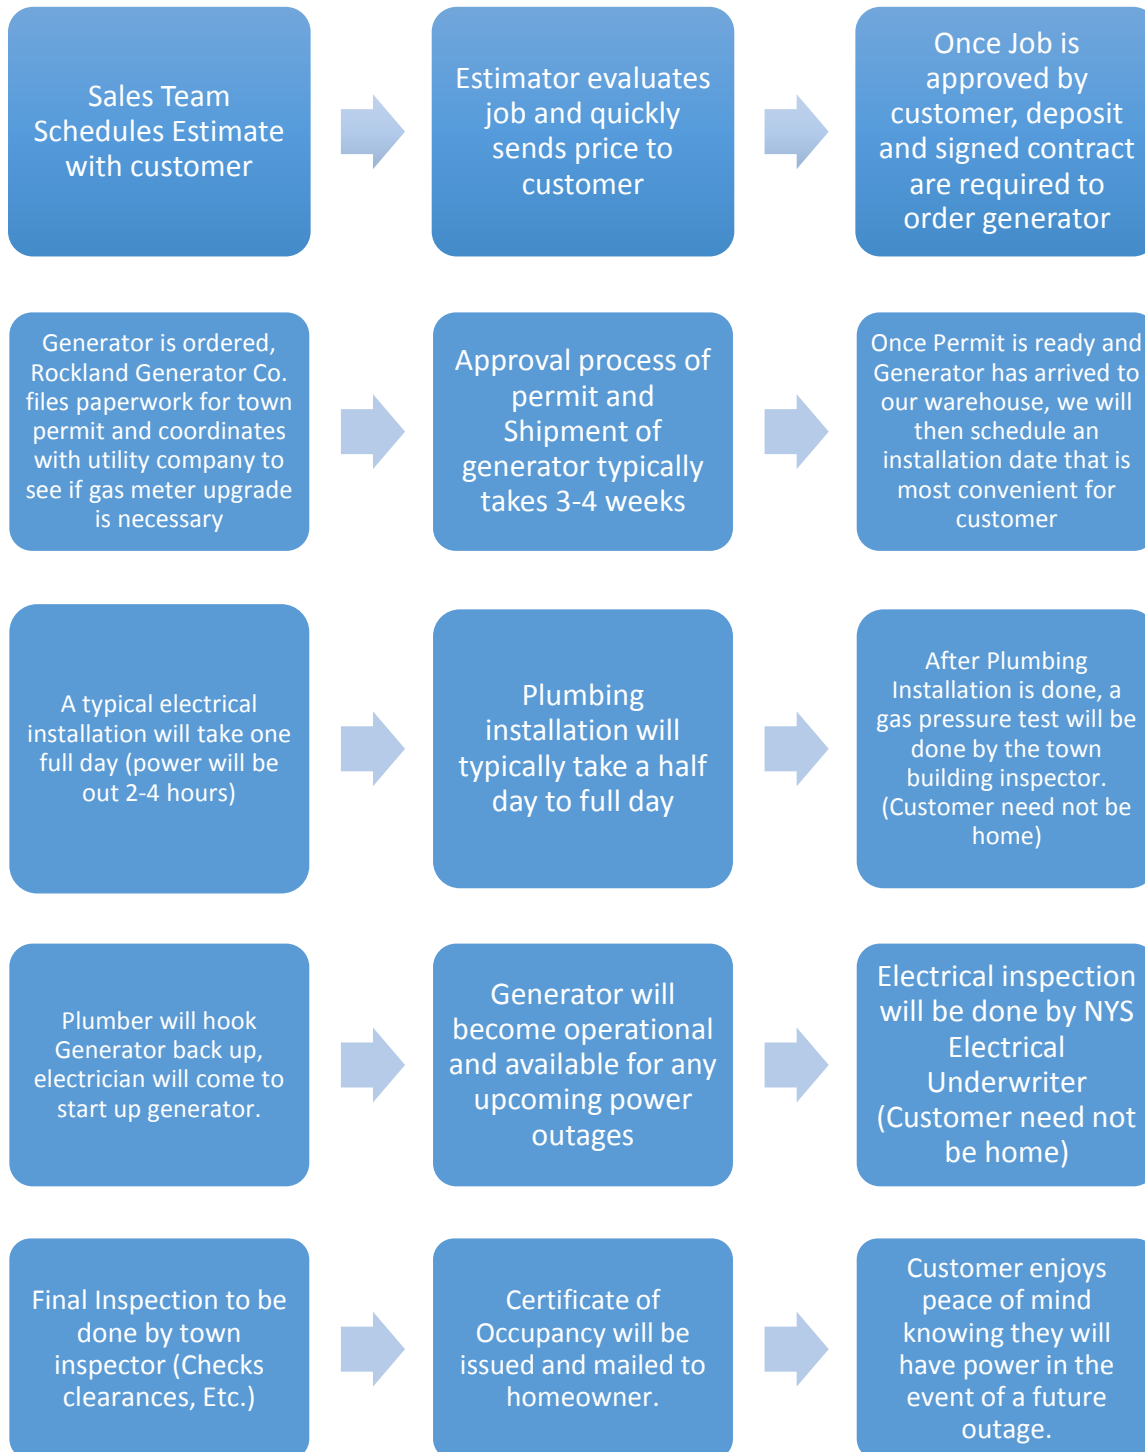 Sales Team
Schedules Estimate
with customer
Estimator evaluates
job and quickly
sends price to
customer
Once Job is
approved by
customer, deposit
and signed contract
are required to
order generator
Generator is ordered,
Rockland Generator Co.
files paperwork for town
permit and coordinates
with utility company to
see if gas meter upgrade
is necessary
Approval process of
permit and
Shipment of
generator typically
takes 3-4 weeks
Once Permit is ready and
Generator has arrived to
our warehouse, we will
then schedule an
installation date that is
most convenient for
customer
A typical electrical
installation will take one
full day (power will be
out 2-4 hours)
Plumbing
installation will
typically take a half
day to full day
After Plumbing
Installation is done, a
gas pressure test will be
done by the town
building inspector.
(Customer need not be
home)
Plumber will hook
Generator back up,
electrician will come to
start up generator.
Generator will
become operational
and available for any
upcoming power
outages
Electrical inspection
will be done by NYS
Electrical
Underwriter
(Customer need not
be home)
Final Inspection to be
done by town
inspector (Checks
clearances, Etc.)
Certificate of
Occupancy will be
issued and mailed to
homeowner.
Customer enjoys
peace of mind
knowing they will
have power in the
event of a future
outage.